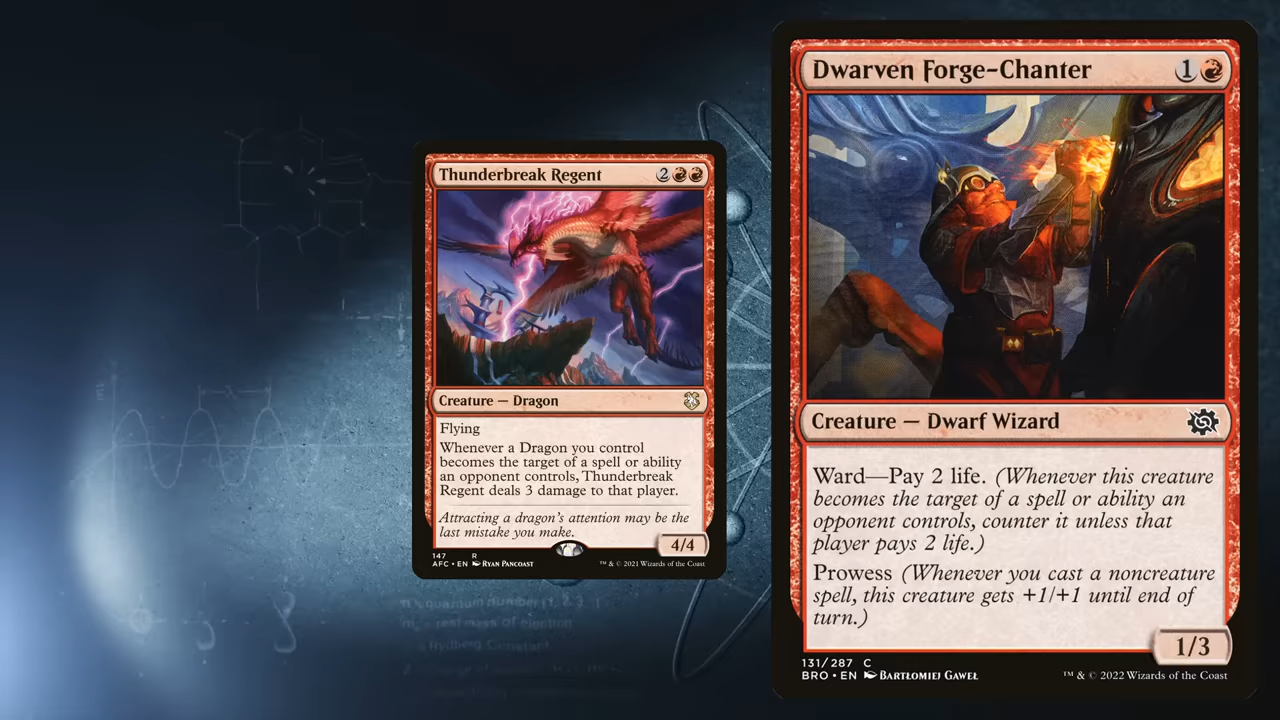 Thunderbreak Regent 2
Creature — Dragon
Flying
Whenever a Dragon you control
becomes the target of a spell or ability
an opponent controls, Thunderbreak
Regent deals 3 damage to that player.
Attracting a dragon's attention may be the
last mistake you make.
4/4
147 R
AFC • EN Ryan Pancoast
™ & © 2021 Wizards of the Coast
Dwarven Forge-Chanter 1
Creature — Dwarf Wizard
Ward—Pay 2 life. (Whenever this creature
becomes the target of a spell or ability an
opponent controls, counter it unless that
player pays 2 life.)
Prowess (Whenever you cast a noncreature
spell, this creature gets +1/+1 until end of
turn.)
1/3
131/287 C
BRO • EN Bartłomiej Gaweł
™ & © 2022 Wizards of the Coast